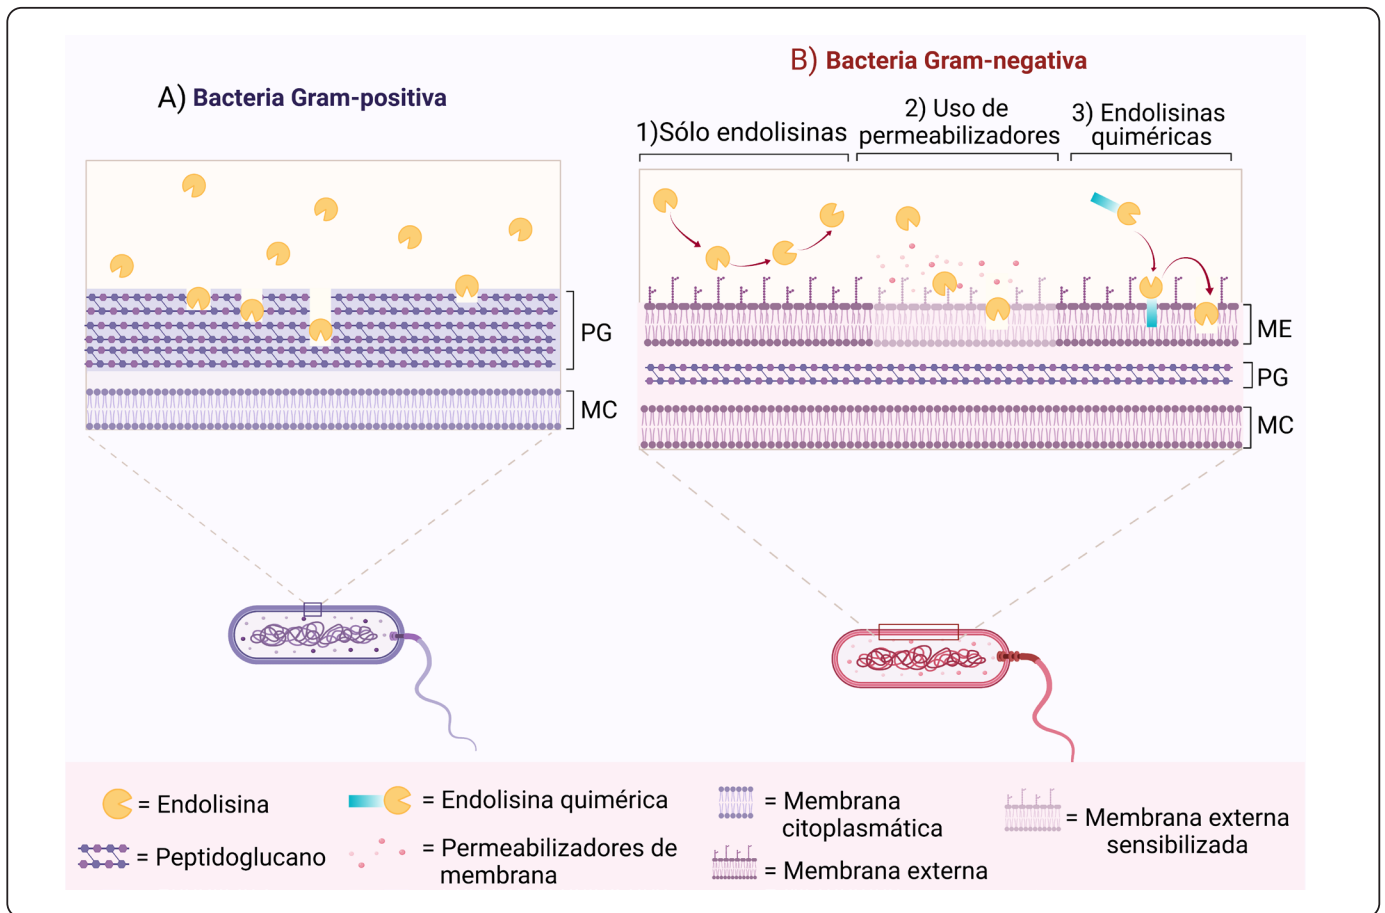 A) Bacteria Gram-positiva
PG
MC
B) Bacteria Gram-negativa
1)Sólo endolisinas
2) Uso de
permeabilizadores
3) Endolisinas
quiméricas
ME
PG
MC
= Endolisina
= Peptidoglucano
= Endolisina quimérica
= Permeabilizadores de
membrana
= Membrana
citoplasmática
= Membrana externa
= Membrana externa
sensibilizada